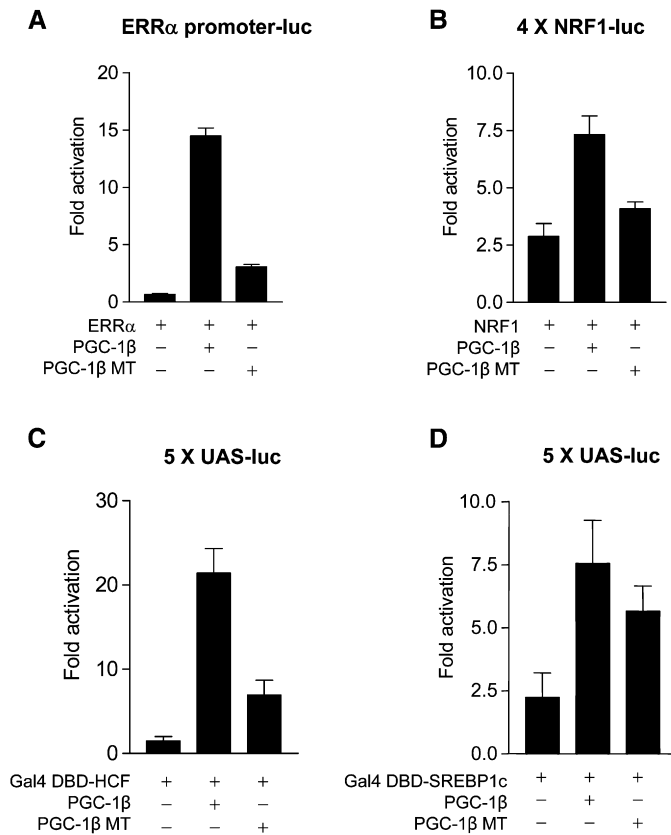 A ERRα promoter-luc
Fold activation
20
15
10
5
0
ERRα + + +
PGC-1β – + –
PGC-1β MT – – +
B 4 X NRF1-luc
Fold activation
10.0
7.5
5.0
2.5
0.0
NRF1 + + +
PGC-1β – + –
PGC-1β MT – – +
C 5 X UAS-luc
Fold activation
30
20
10
0
Gal4 DBD-HCF + + +
PGC-1β – + –
PGC-1β MT – – +
D 5 X UAS-luc
Fold activation
10.0
7.5
5.0
2.5
0.0
Gal4 DBD-SREBP1c + + +
PGC-1β – + –
PGC-1β MT – – +